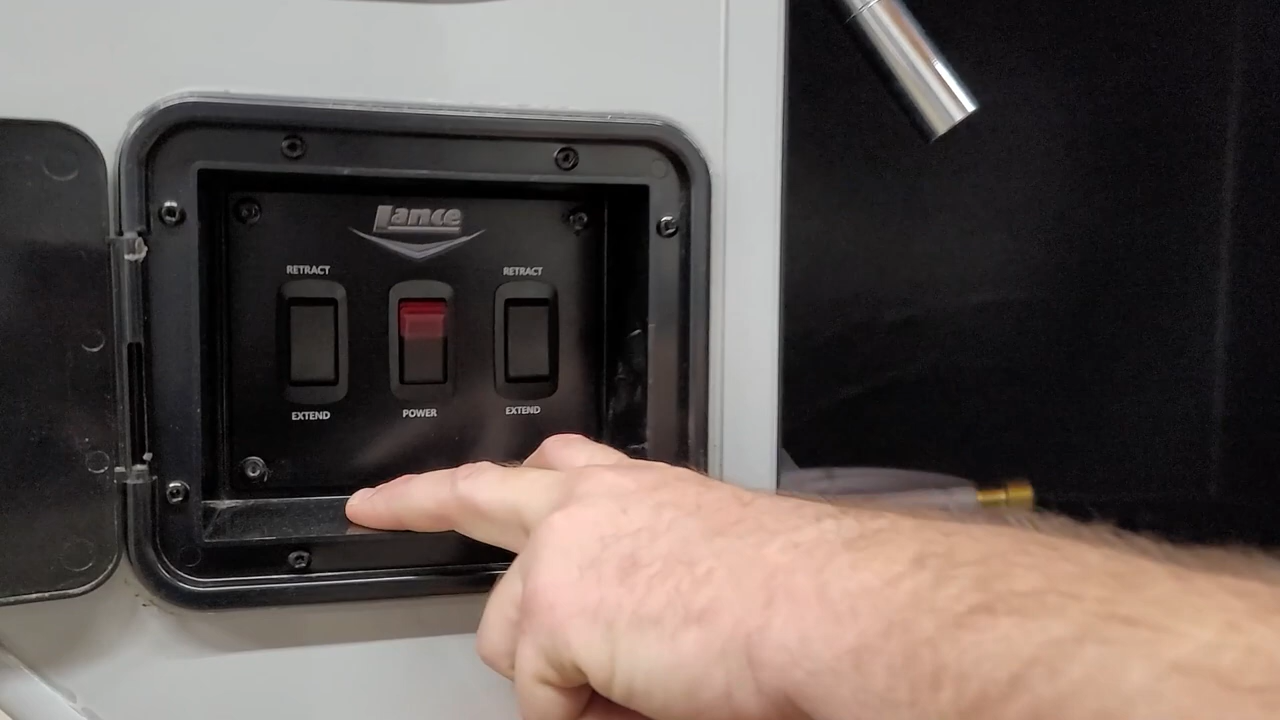 Lance
RETRACT
RETRACT
EXTEND
POWER
EXTEND